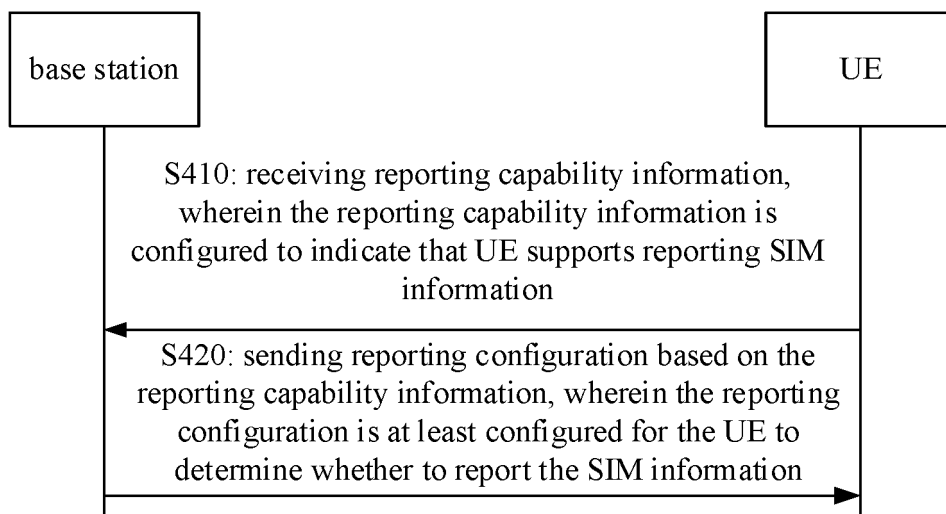 base station
UE
S410: receiving reporting capability information,
wherein the reporting capability information is
configured to indicate that UE supports reporting SIM
information
S420: sending reporting configuration based on the
reporting capability information, wherein the reporting
configuration is at least configured for the UE to
determine whether to report the SIM information